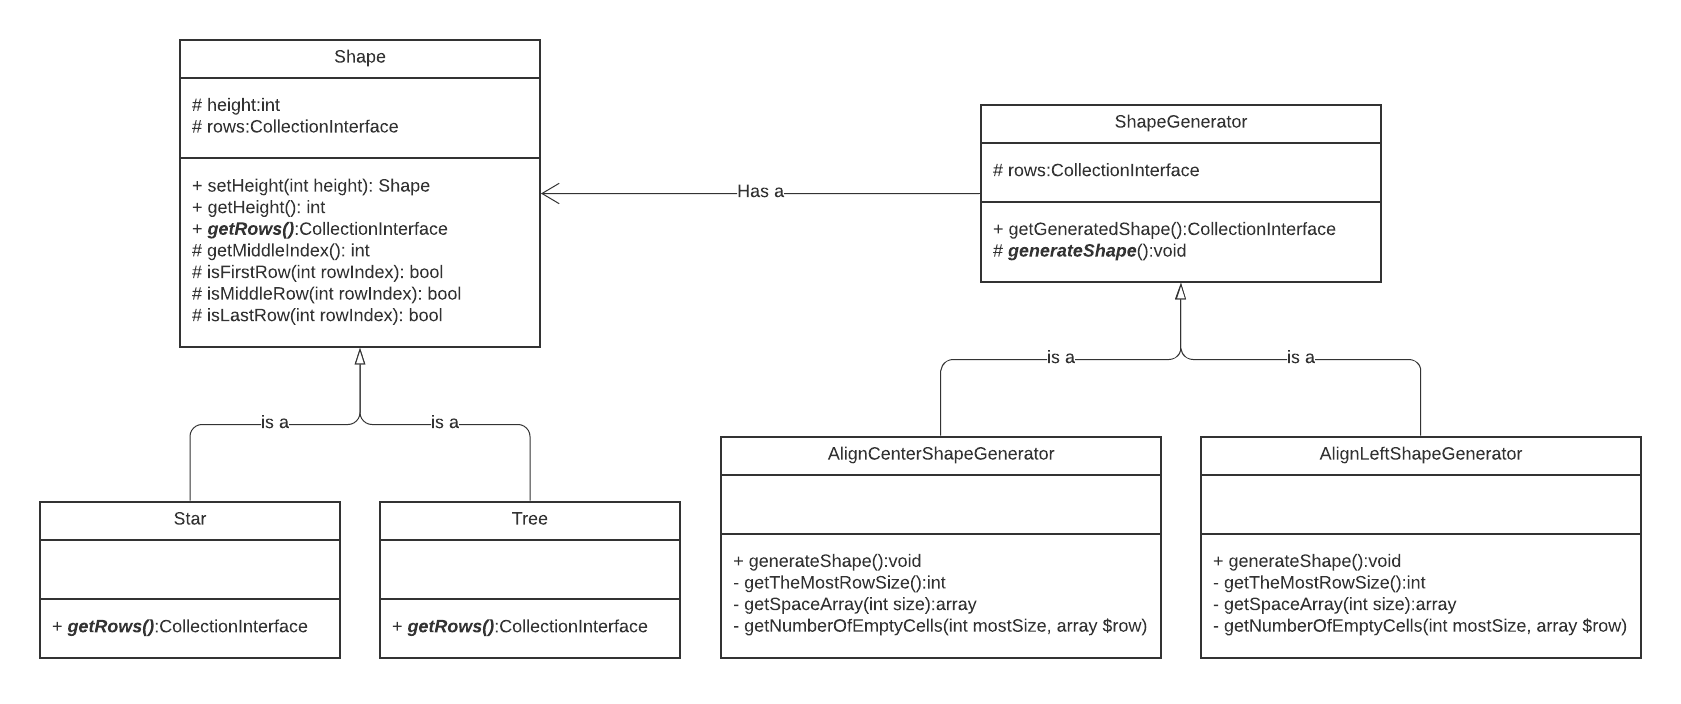 Shape
# height:int
# rows:CollectionInterface
+ setHeight(int height): Shape
+ getHeight(): int
+ getRows():CollectionInterface
# getMiddleIndex(): int
# isFirstRow(int rowIndex): bool
# isMiddleRow(int rowIndex): bool
# isLastRow(int rowIndex): bool
Has a
ShapeGenerator
# rows:CollectionInterface
+ getGeneratedShape():CollectionInterface
# generateShape():void
is a
is a
is a
is a
Star
+ getRows():CollectionInterface
Tree
+ getRows():CollectionInterface
AlignCenterShapeGenerator
+ generateShape():void
- getTheMostRowSize():int
- getSpaceArray(int size):array
- getNumberOfEmptyCells(int mostSize, array $row)
AlignLeftShapeGenerator
+ generateShape():void
- getTheMostRowSize():int
- getSpaceArray(int size):array
- getNumberOfEmptyCells(int mostSize, array $row)